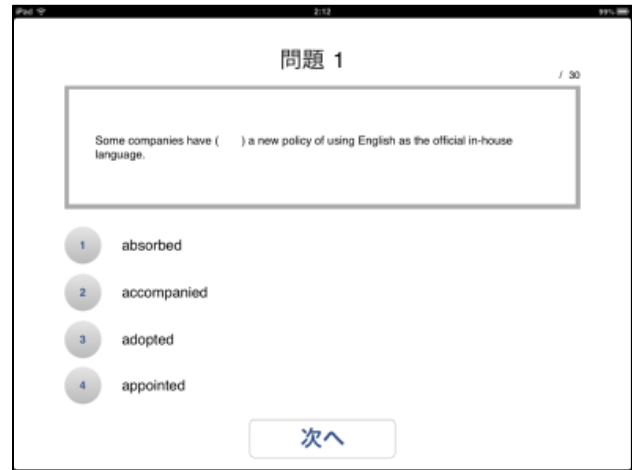 iPad 2:12 99%
問題 1
/ 30
Some companies have (    ) a new policy of using English as the official in-house
language.
1 absorbed
2 accompanied
3 adopted
4 appointed
次へ